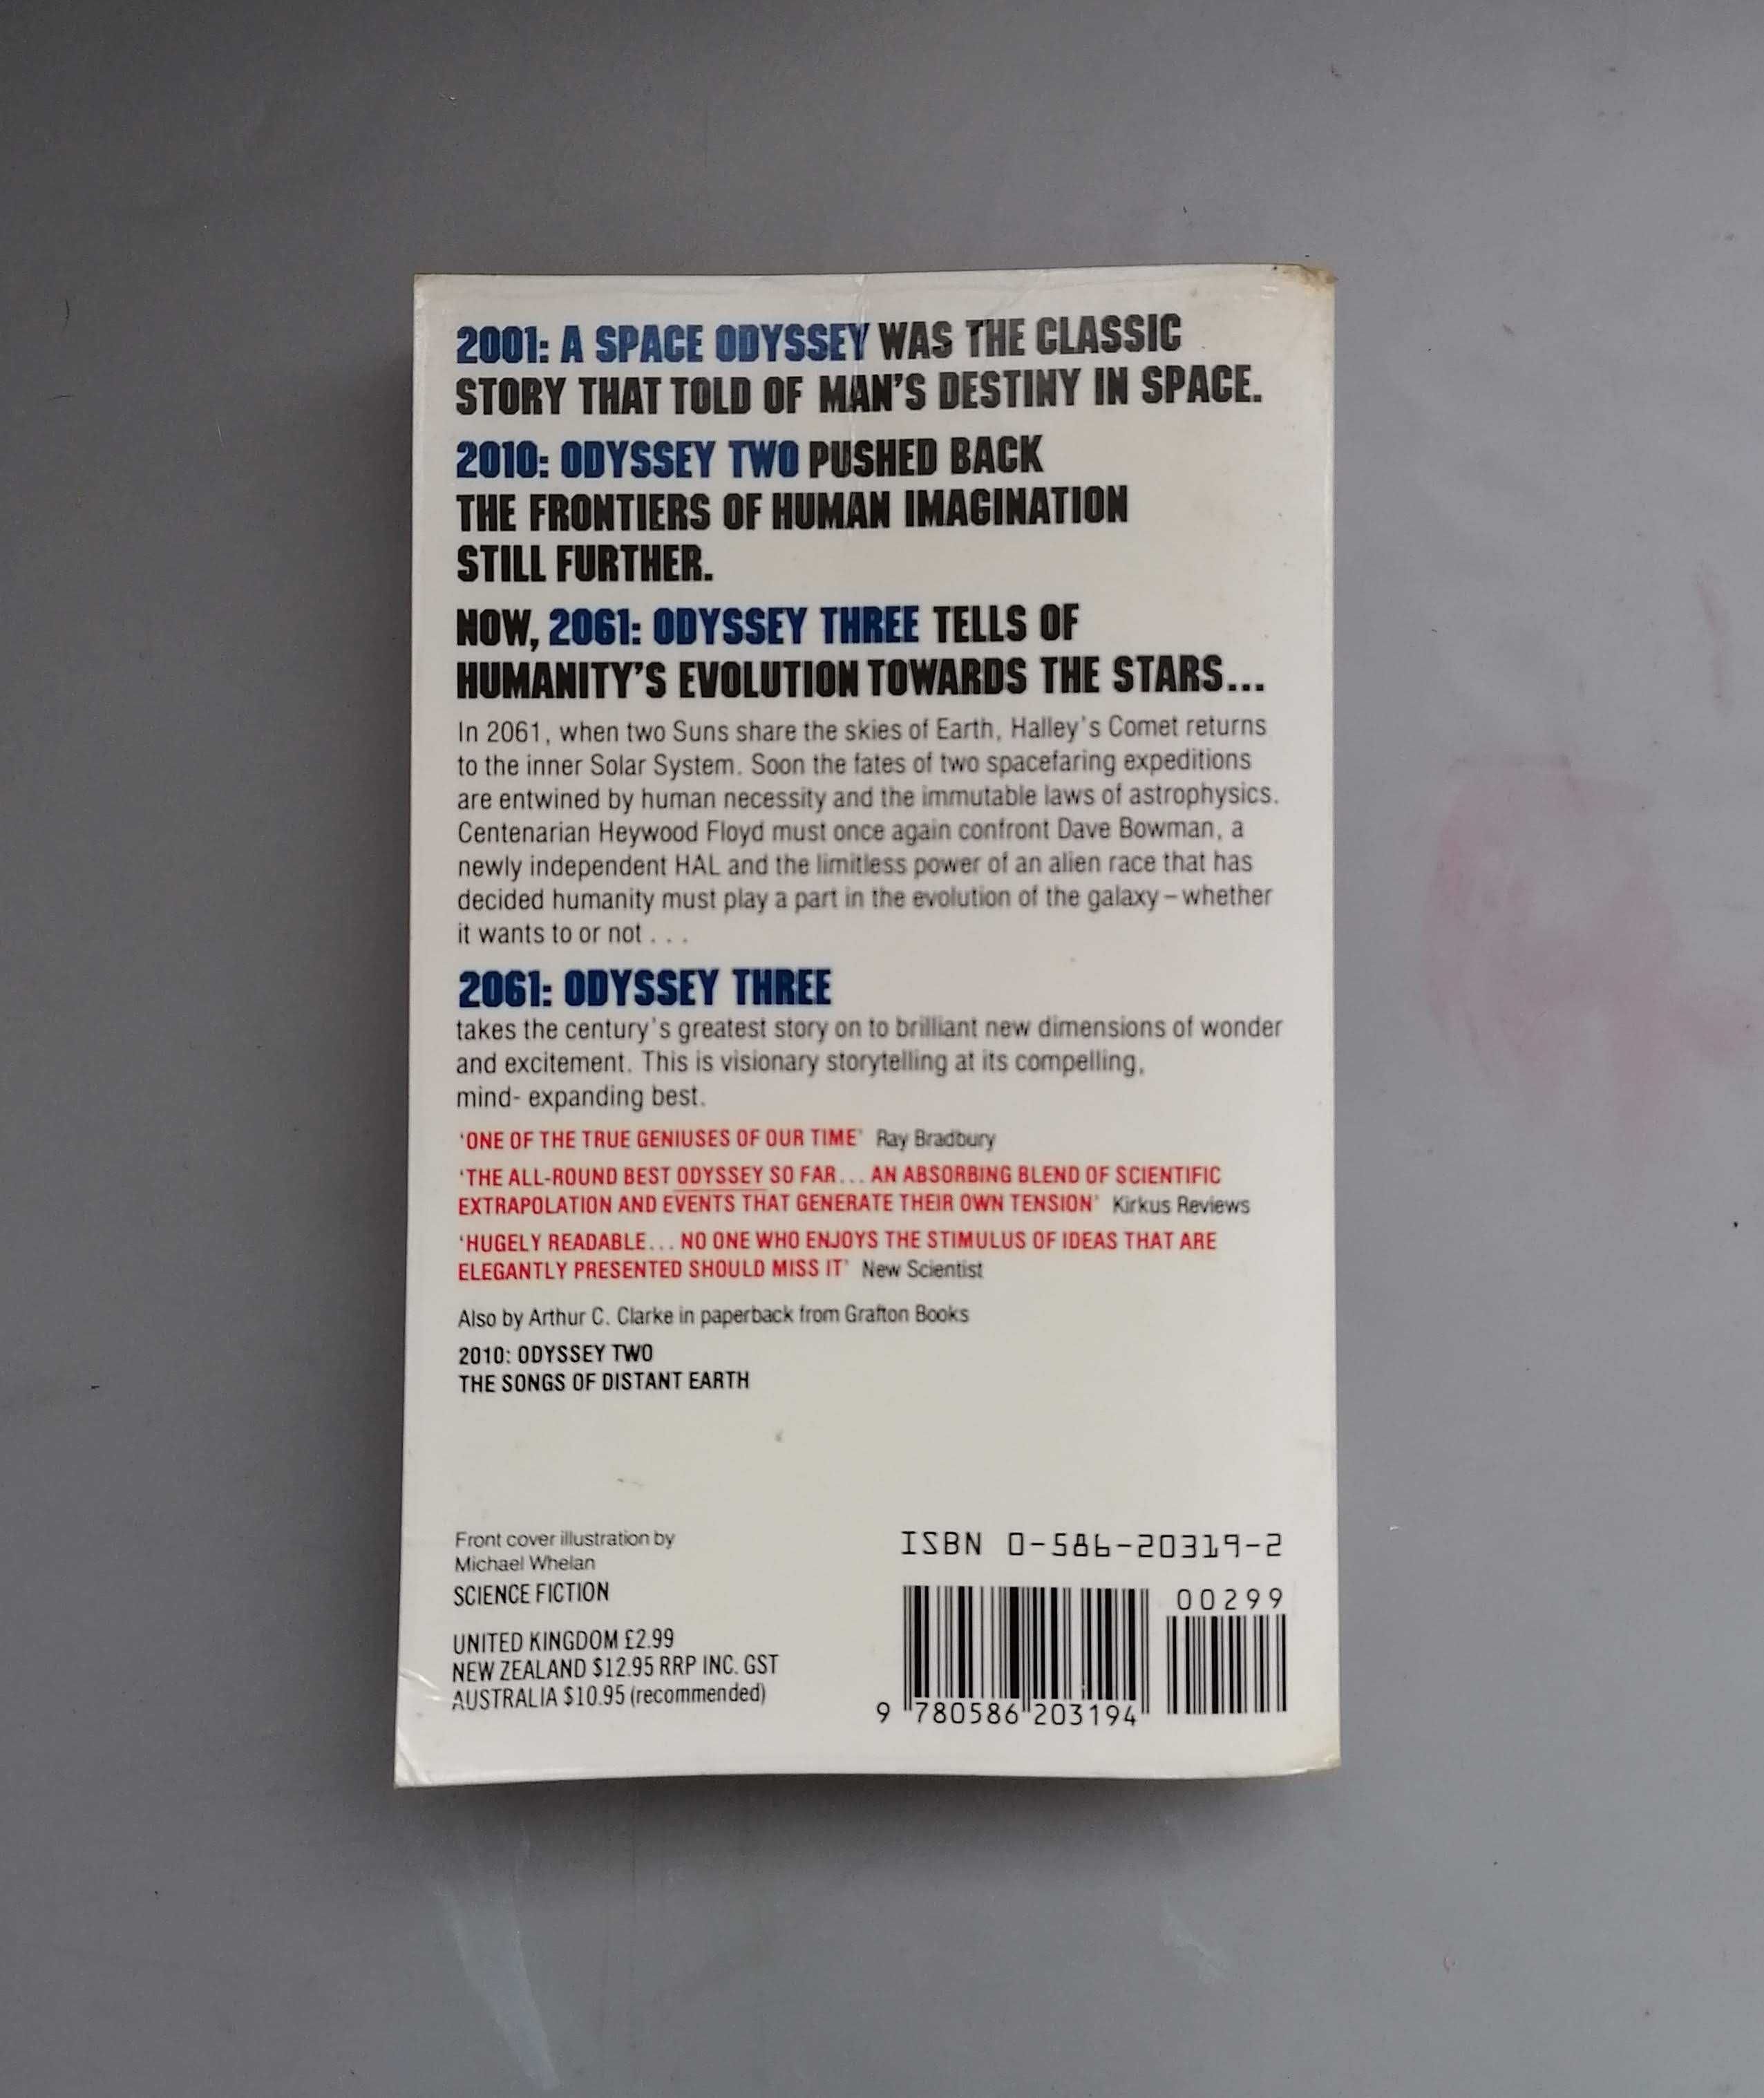 2001: A SPACE ODYSSEY WAS THE CLASSIC
STORY THAT TOLD OF MAN'S DESTINY IN SPACE.
2010: ODYSSEY TWO PUSHED BACK
THE FRONTIERS OF HUMAN IMAGINATION
STILL FURTHER.
NOW, 2061: ODYSSEY THREE TELLS OF
HUMANITY'S EVOLUTION TOWARDS THE STARS...
In 2061, when two Suns share the skies of Earth, Halley's Comet returns
to the inner Solar System. Soon the fates of two spacefaring expeditions
are entwined by human necessity and the immutable laws of astrophysics.
Centenarian Heywood Floyd must once again confront Dave Bowman, a
newly independent HAL and the limitless power of an alien race that has
decided humanity must play a part in the evolution of the galaxy – whether
it wants to or not . . .
2061: ODYSSEY THREE
takes the century's greatest story on to brilliant new dimensions of wonder
and excitement. This is visionary storytelling at its compelling,
mind- expanding best.
'ONE OF THE TRUE GENIUSES OF OUR TIME' Ray Bradbury
'THE ALL-ROUND BEST ODYSSEY SO FAR... AN ABSORBING BLEND OF SCIENTIFIC
EXTRAPOLATION AND EVENTS THAT GENERATE THEIR OWN TENSION' Kirkus Reviews
'HUGELY READABLE... NO ONE WHO ENJOYS THE STIMULUS OF IDEAS THAT ARE
ELEGANTLY PRESENTED SHOULD MISS IT' New Scientist
Also by Arthur C. Clarke in paperback from Grafton Books
2010: ODYSSEY TWO
THE SONGS OF DISTANT EARTH
Front cover illustration by
Michael Whelan
SCIENCE FICTION
UNITED KINGDOM £2.99
NEW ZEALAND $12.95 RRP INC. GST
AUSTRALIA $10.95 (recommended)
ISBN 0-586-20319-2
00299
9 780586 203194